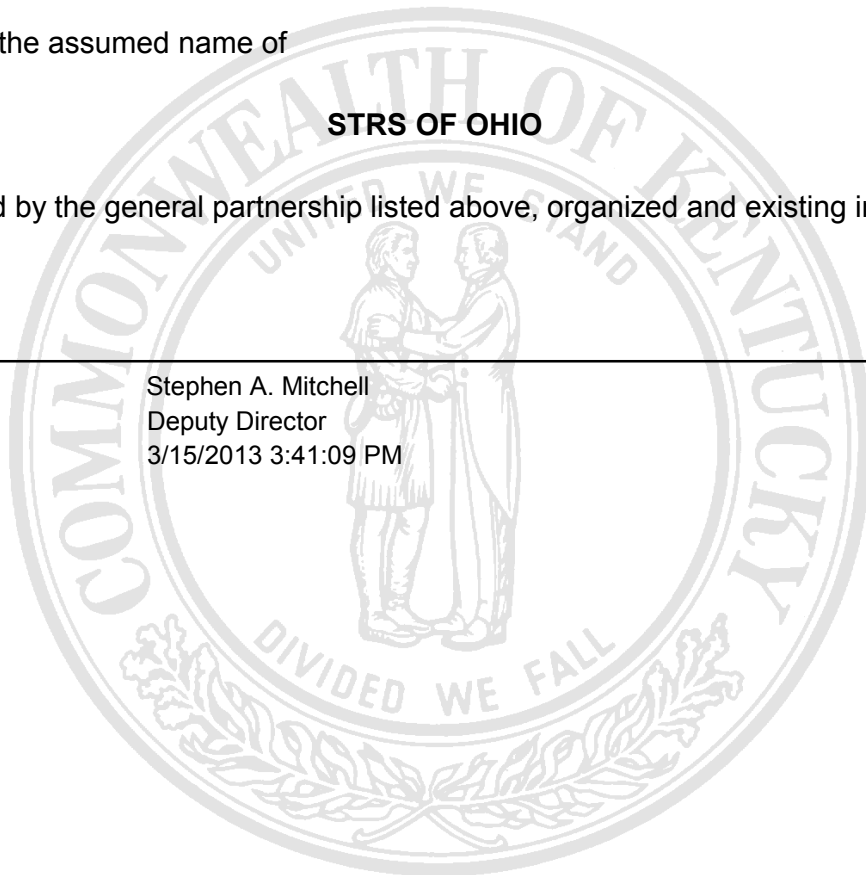 the assumed name of
STRS OF OHIO
by the general partnership listed above, organized and existing
Stephen A. Mitchell
Deputy Director
3/15/2013 3:41:09 PM
COMMONWEALTH OF KENTUCKY
UNITED WE STAND
DIVIDED WE FALL